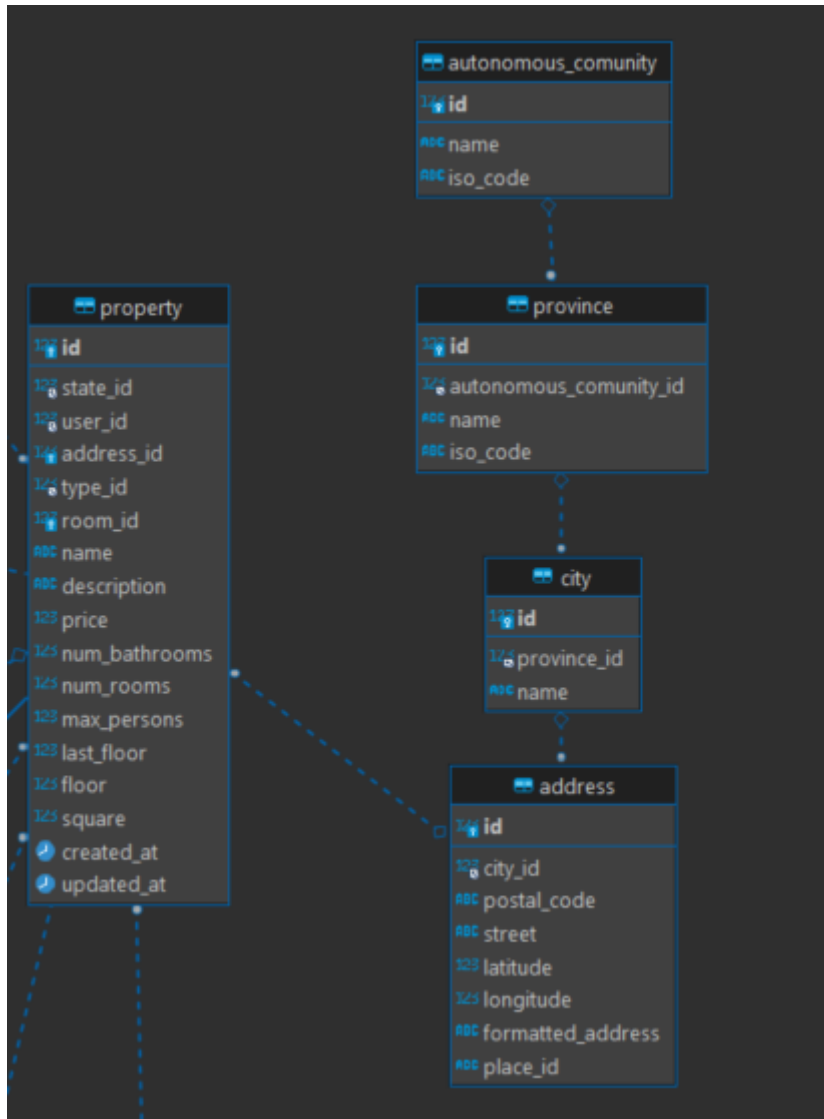 autonomous_comunity
id
name
iso_code
property
id
state_id
user_id
address_id
type_id
room_id
name
description
price
num_bathrooms
num_rooms
max_persons
last_floor
floor
square
created_at
updated_at
province
id
autonomous_comunity_id
name
iso_code
city
id
province_id
name
address
id
city_id
postal_code
street
latitude
longitude
formatted_address
place_id